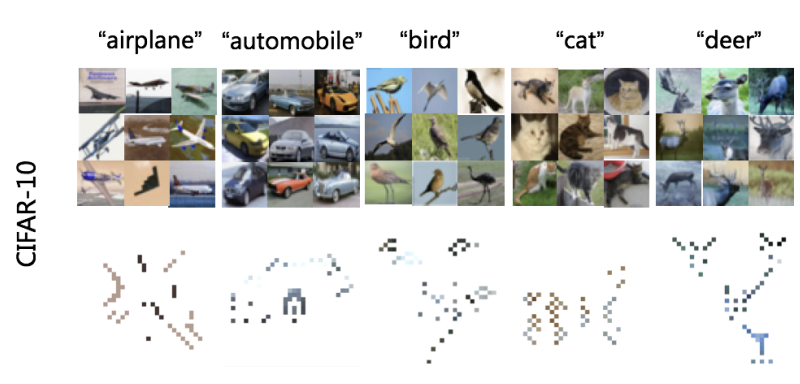 “airplane” “automobile” “bird” “cat” “deer”
CIFAR-10